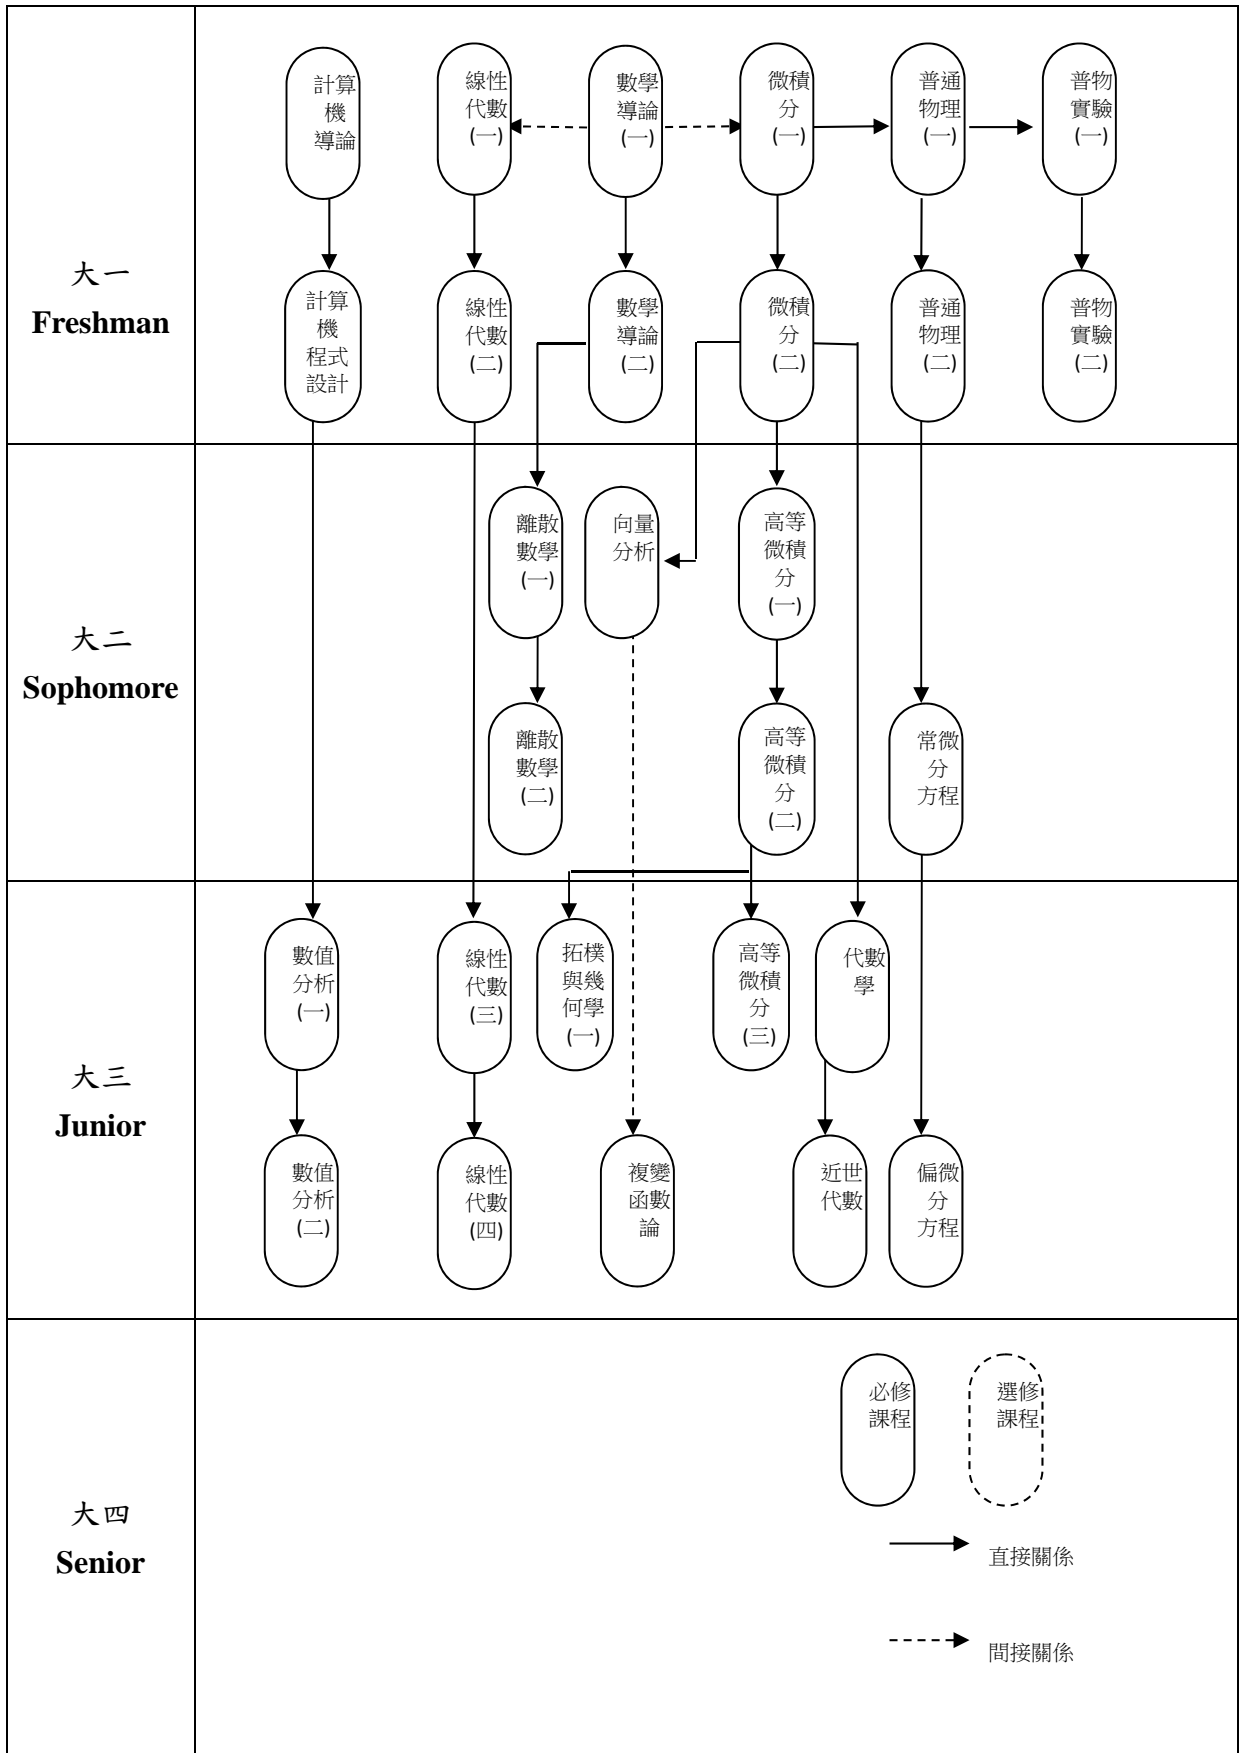 大一
Freshman
計算
機
導論
線性
代數
(一)
數學
導論
(一)
微積
分
(一)
普通
物理
(一)
普物
實驗
(一)
計算
機
程式
設計
線性
代數
(二)
數學
導論
(二)
微積
分
(二)
普通
物理
(二)
普物
實驗
(二)
大二
Sophomore
離散
數學
(一)
向量
分析
高等
微積
分
(一)
離散
數學
(二)
高等
微積
分
(二)
常微
分
方程
大三
Junior
數值
分析
(一)
線性
代數
(三)
拓樸
與幾
何學
(一)
高等
微積
分
(三)
代數
學
數值
分析
(二)
線性
代數
(四)
複變
函數
論
近世
代數
偏微
分
方程
大四
Senior
必修
課程
選修
課程
直接關係
間接關係